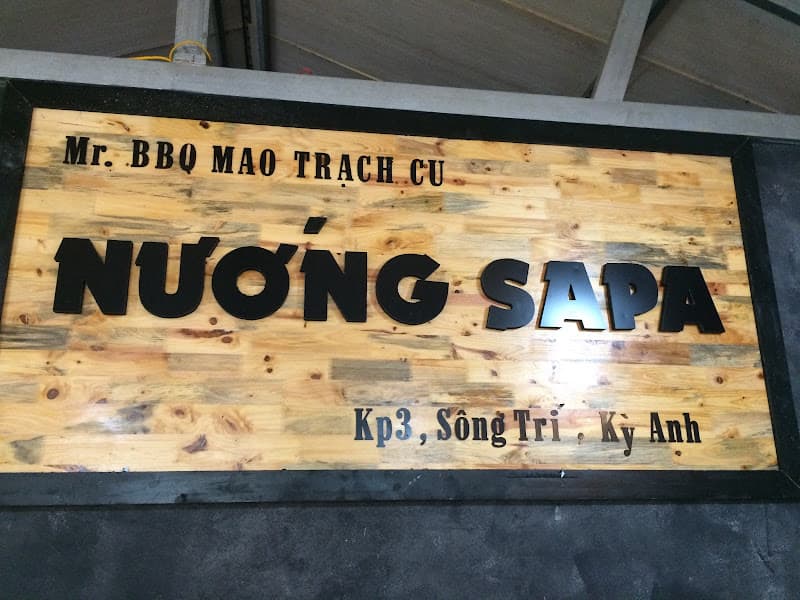 Mr. BBQ MAO TRẠCH CU
NƯỚNG SAPA
Kp3, Sông Trí, Kỳ Anh